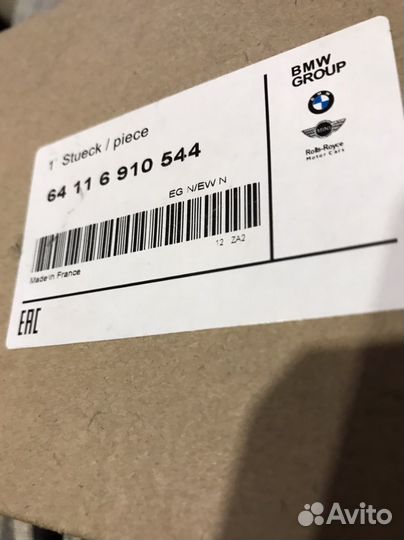 1 Stueck / piece
64 11 6 910 544
EG N/EW N
12 ZA2
Made in France
EAC
BMW
GROUP
MINI
Rolls-Royce
Motor Cars
Avito